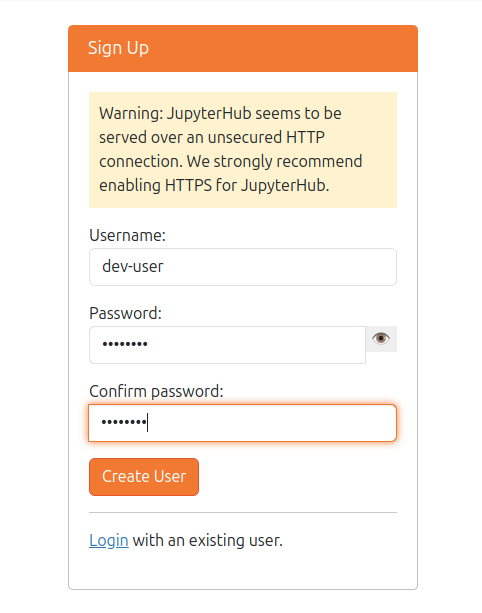 Sign Up
Warning: JupyterHub seems to be
served over an unsecured HTTP
connection. We strongly recommend
enabling HTTPS for JupyterHub.
Username:
dev-user
Password:
••••••••
Confirm password:
••••••••
Create User
Login with an existing user.